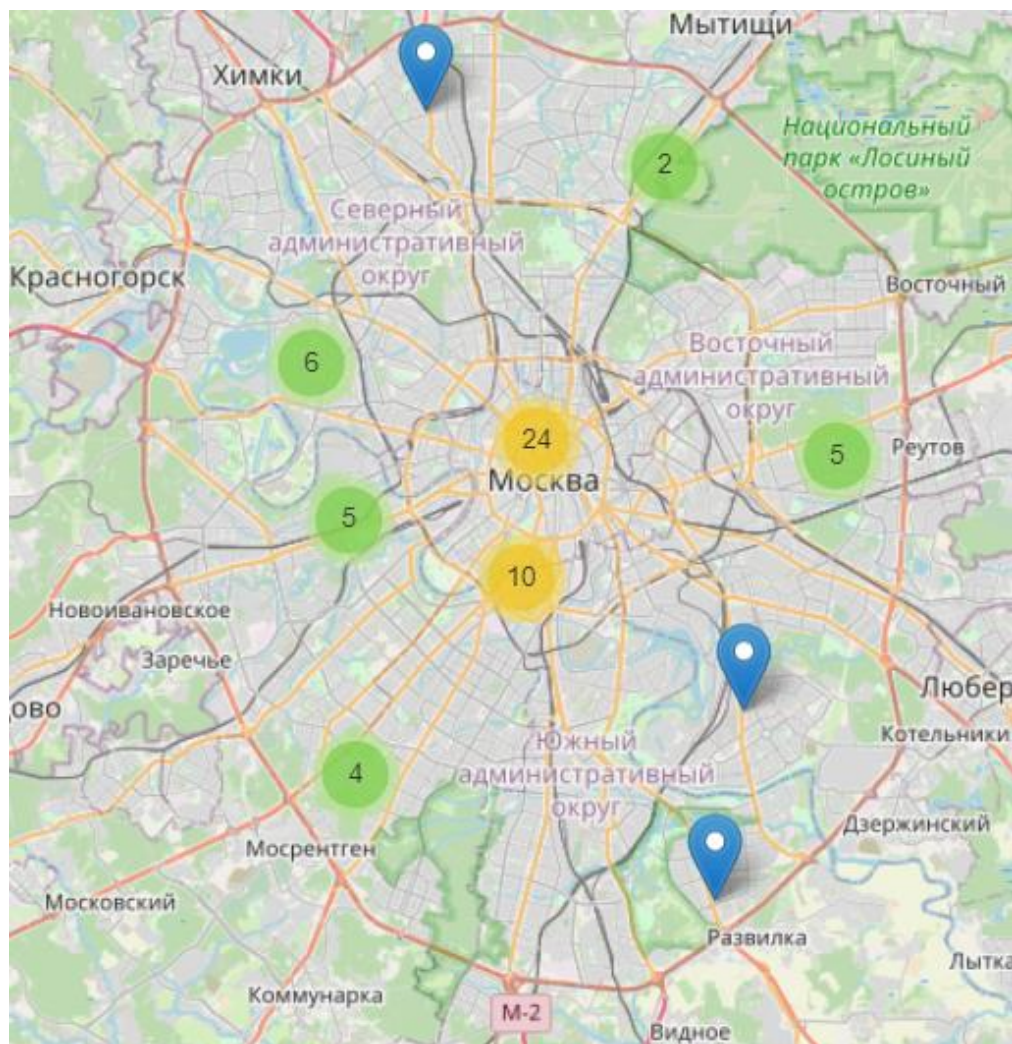 Мытищи
Химки
Национальный
парк «Лосиный
остров»
2
Северный
административный
округ
Красногорск
Восточный
Восточный
административный
округ
6
24
Реутов
5
Москва
5
10
Новоивановское
Заречье
Любер
ово
Котельники
Южный
административный
округ
4
Дзержинский
Мосрентген
Московский
Развилка
Лытка
Коммунарка
М-2
Видное